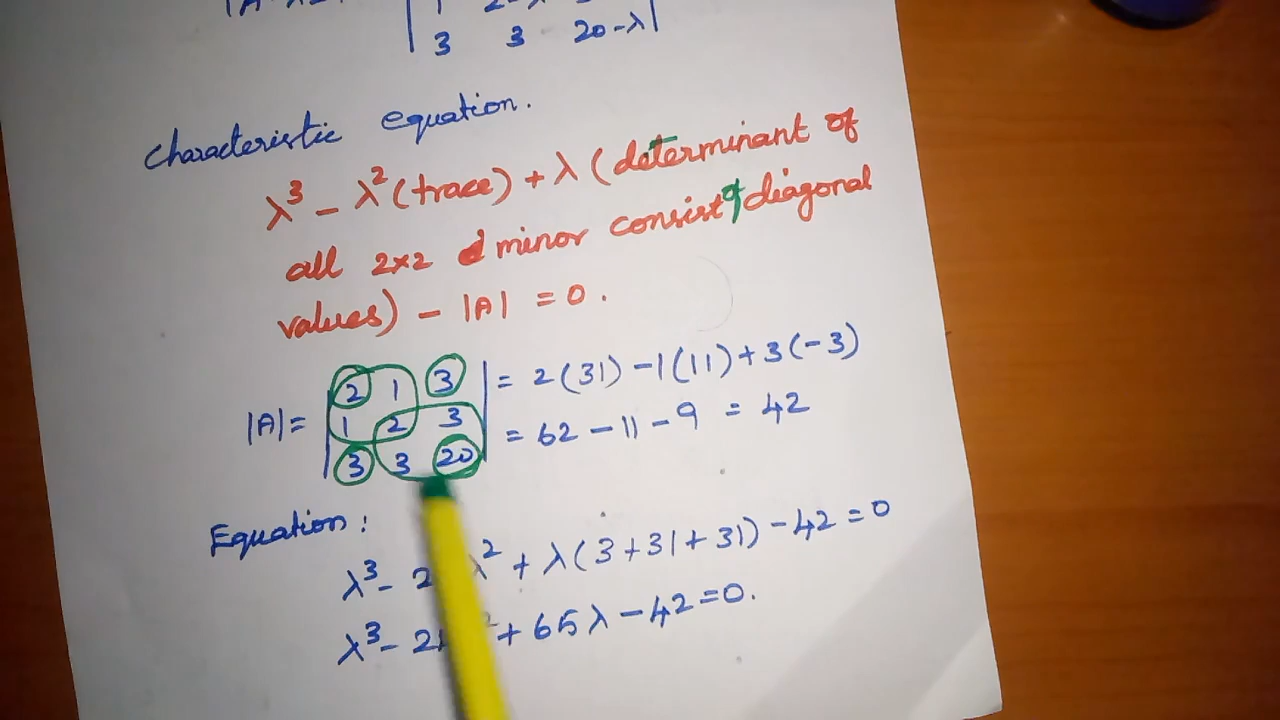 3 3 20-λ
Characteristic equation.
λ³ - λ² (trace) + λ (determinant of
all 2×2 minor consist of diagonal
values) - |A| = 0.
|A| = | 2 1 3 | = 2(31) - 1(11) + 3(-3)
1 2 3 = 62 - 11 - 9 = 42
3 3 20
Equation:
λ³ - 2 λ² + λ(3+31+31) - 42 = 0
λ³ - 2 + 65λ - 42 = 0.